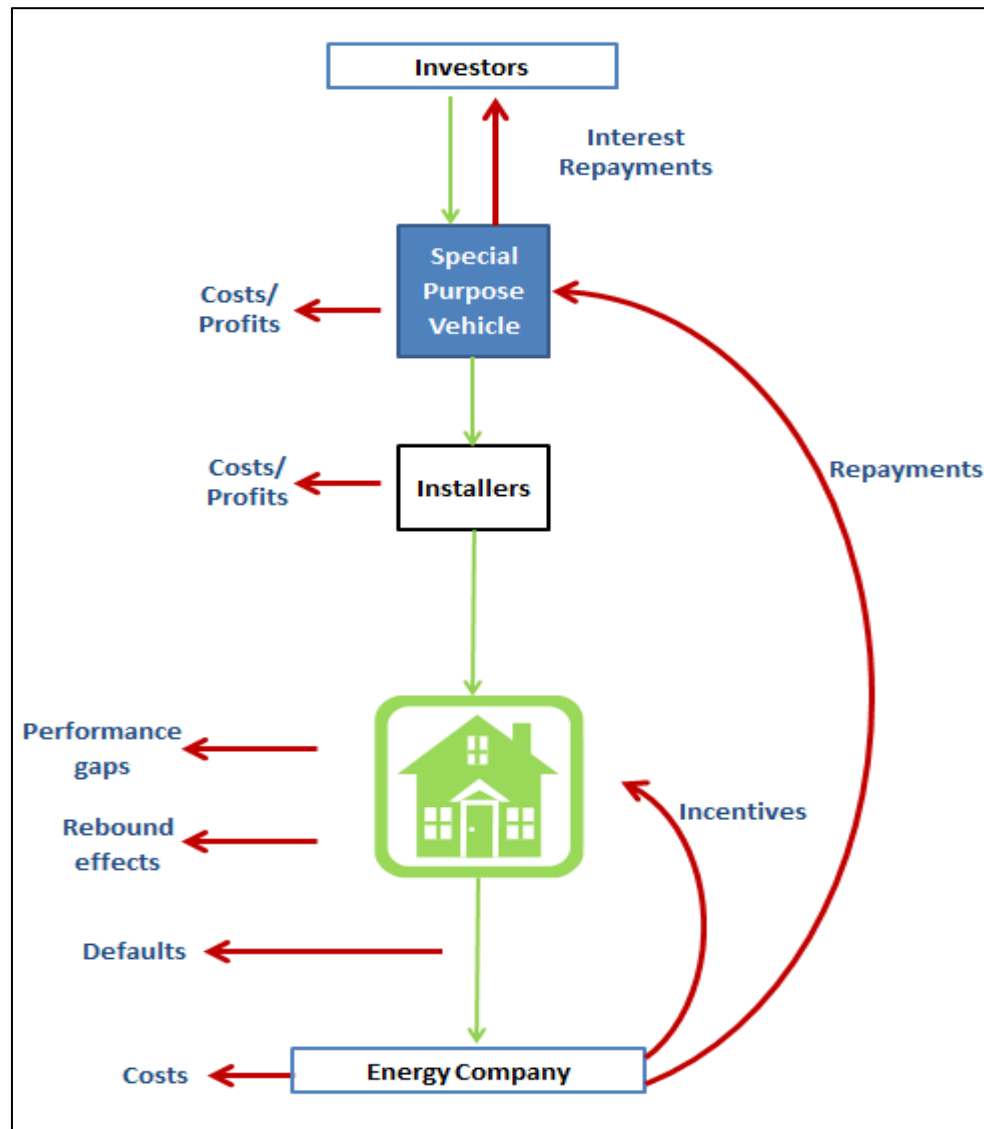 Investors
Interest
Repayments
Special
Purpose
Vehicle
Costs/
Profits
Costs/
Profits
Installers
Repayments
Performance
gaps
Rebound
effects
Incentives
Defaults
Costs
Energy Company